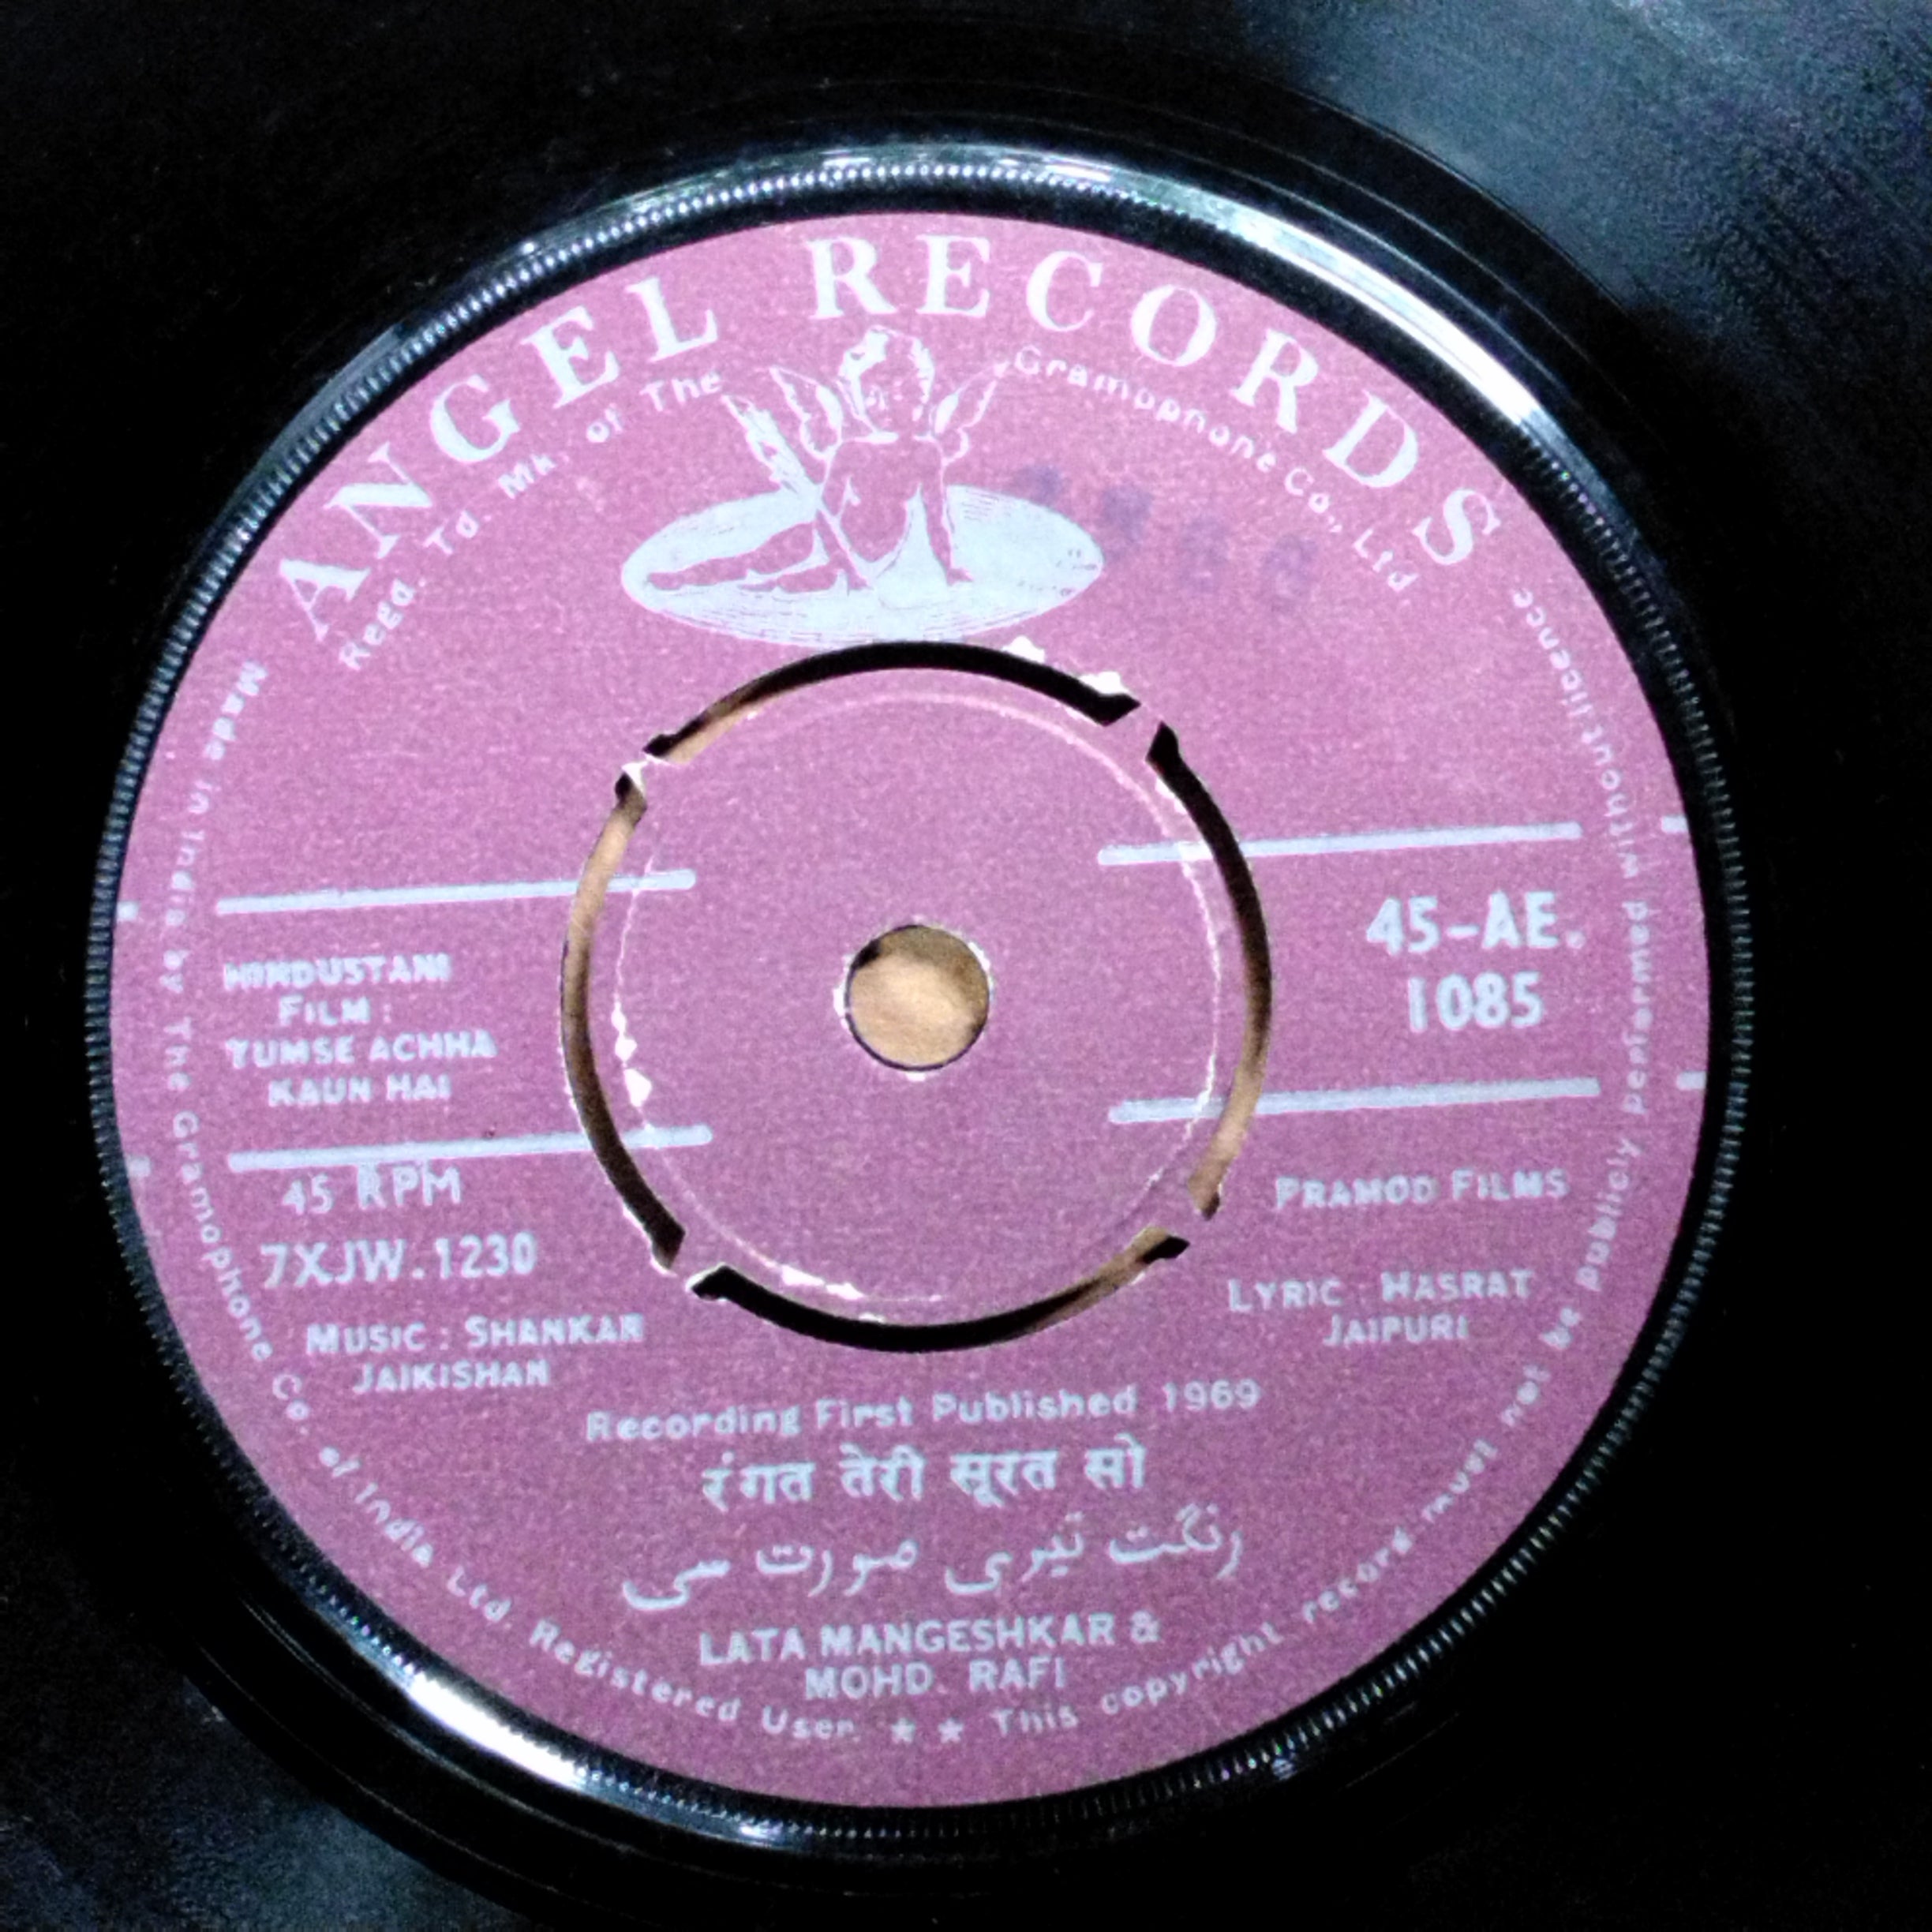 ANGEL RECORDS
Regd. Td. Mk. of The Gramophone Co., Ltd.
HINDUSTANI
FILM :
TUMSE ACHHA
KAUN HAI
45-AE.
1085
45 RPM
7XJW.1230
MUSIC : SHANKAR
JAIKISHAN
PRAMOD FILMS
LYRIC : HASRAT
JAIPURI
Recording First Published 1969
रंगत तेरी सूरत सी
رنگت تیری صورت سی
LATA MANGESHKAR &
MOHD. RAFI
Made in India by The Gramophone Co. of India Ltd. Registered User. ★ ★ This copyright record must not be publicly performed without licence